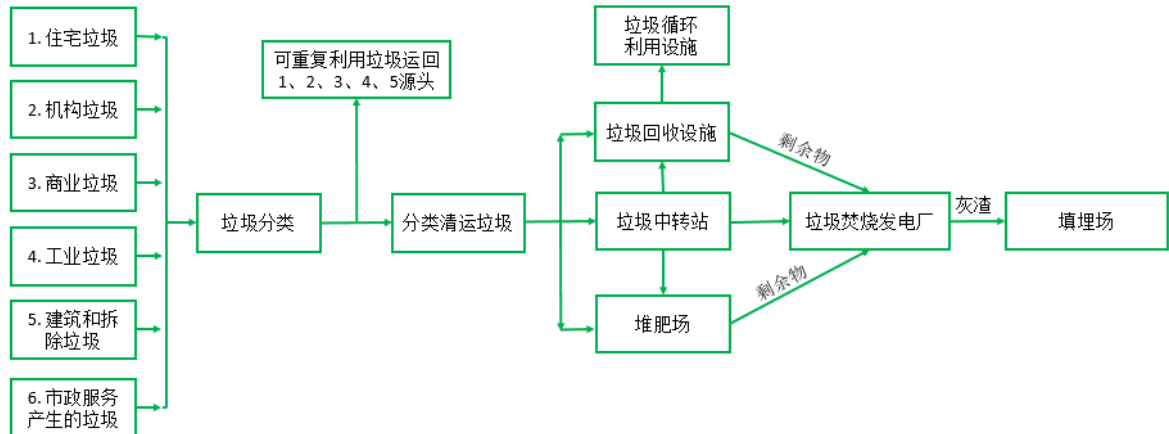 1. 住宅垃圾
2. 机构垃圾
3. 商业垃圾
4. 工业垃圾
5. 建筑和拆
除垃圾
6. 市政服务
产生的垃圾
垃圾分类
可重复利用垃圾运回
1、2、3、4、5源头
分类清运垃圾
垃圾循环
利用设施
垃圾回收设施
垃圾中转站
堆肥场
剩余物
剩余物
垃圾焚烧发电厂
灰渣
填埋场